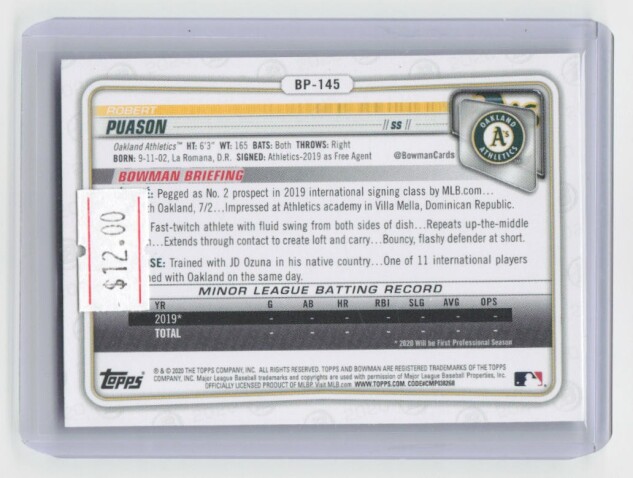 BP-145
ROBERT
PUASON // SS //
Oakland Athletics™ HT: 6'3" WT: 165 BATS: Both THROWS: Right
BORN: 9-11-02, La Romana, D.R. SIGNED: Athletics-2019 as Free Agent @BowmanCards
OAKLAND A's ATHLETICS
BOWMAN BRIEFING
: Pegged as No. 2 prospect in 2019 international signing class by MLB.com...
th Oakland, 7/2...Impressed at Athletics academy in Villa Mella, Dominican Republic.
Fast-twitch athlete with fluid swing from both sides of dish...Repeats up-the-middle
...Extends through contact to create loft and carry...Bouncy, flashy defender at short.
SE: Trained with JD Ozuna in his native country...One of 11 international players
ned with Oakland on the same day.
$12.00
MINOR LEAGUE BATTING RECORD
YR G AB HR RBI SLG AVG OPS
2019* - - - - - - -
TOTAL - - - - - - -
* 2020 Will be First Professional Season
Topps
® & © 2020 THE TOPPS COMPANY, INC. ALL RIGHTS RESERVED. TOPPS AND BOWMAN ARE REGISTERED TRADEMARKS OF THE TOPPS
COMPANY, INC. Major League Baseball trademarks and copyrights are used with permission of Major League Baseball Properties, Inc.
OFFICIALLY LICENSED PRODUCT OF MLBP. Visit MLB.com WWW.TOPPS.COM. CODE#CMP083268